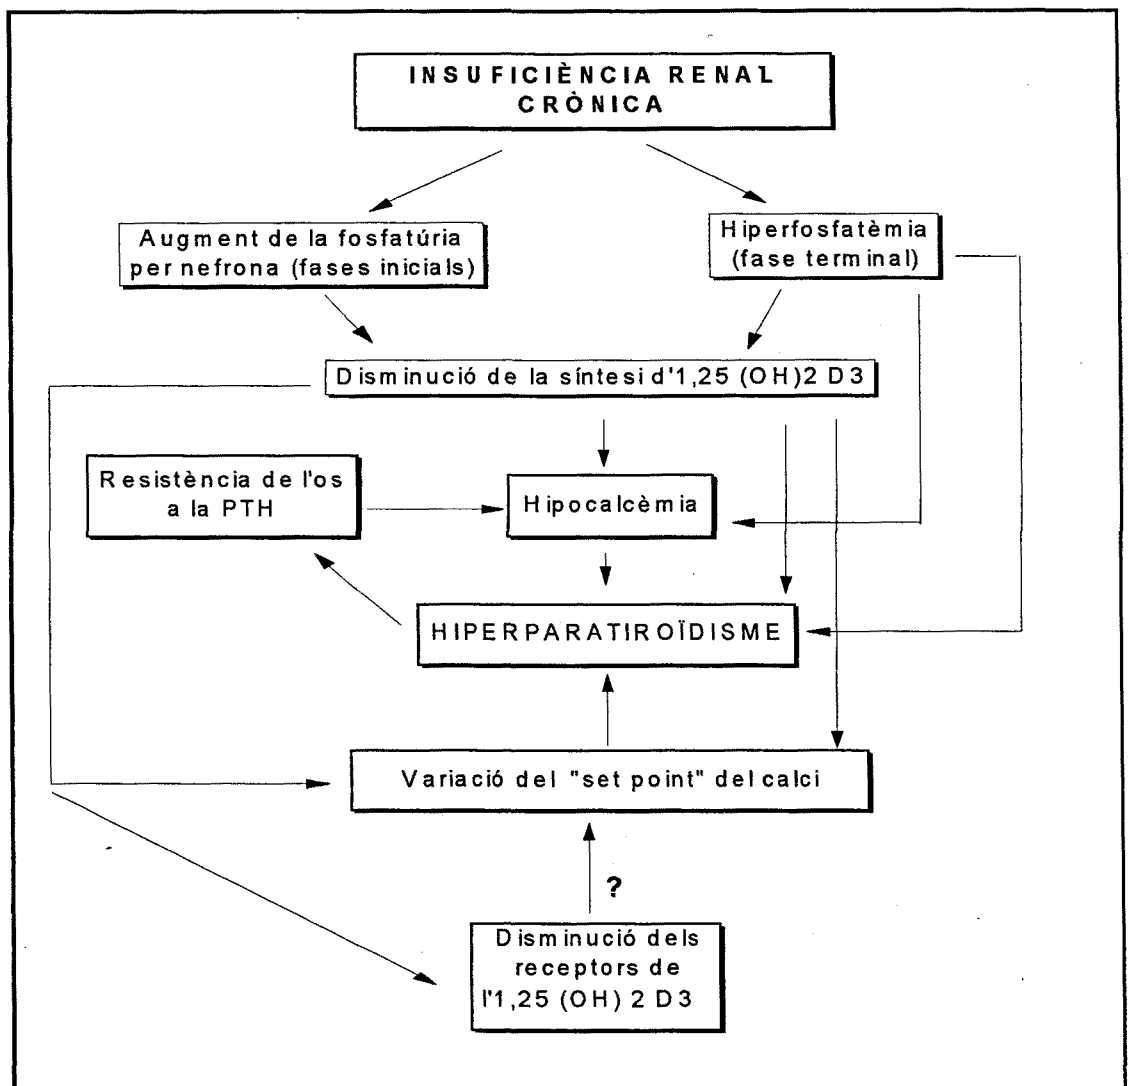 INSUFICIÈNCIA RENAL
CRÒNICA
Augment de la fosfatúria
per nefrona (fases inicials)
Hiperfosfatèmia
(fase terminal)
Disminució de la síntesi d'1,25 (OH)2 D3
Resistència de l'os
a la PTH
Hipocalcèmia
HIPERPARATIROÏDISME
Variació del "set point" del calci
?
Disminució dels
receptors de
l'1,25 (OH) 2 D3